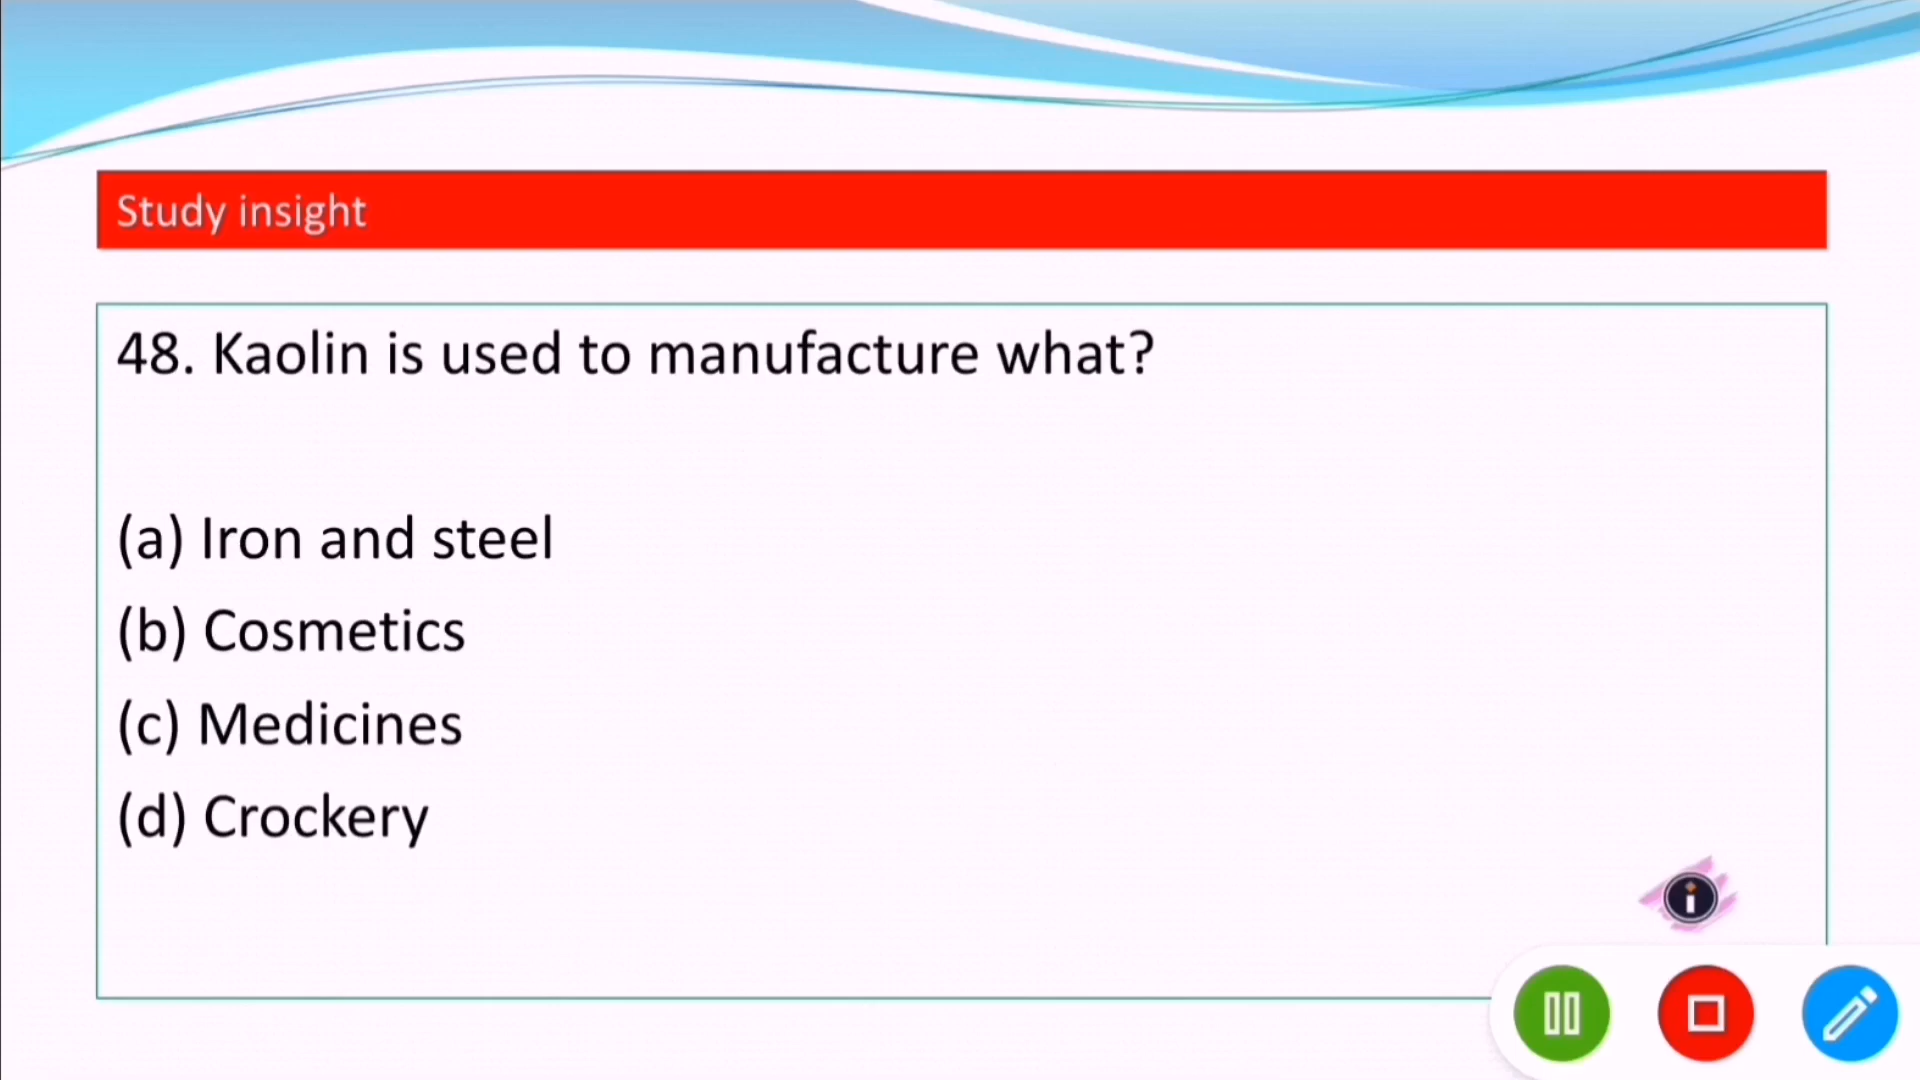 Study insight
48. Kaolin is used to manufacture what?
(a) Iron and steel
(b) Cosmetics
(c) Medicines
(d) Crockery